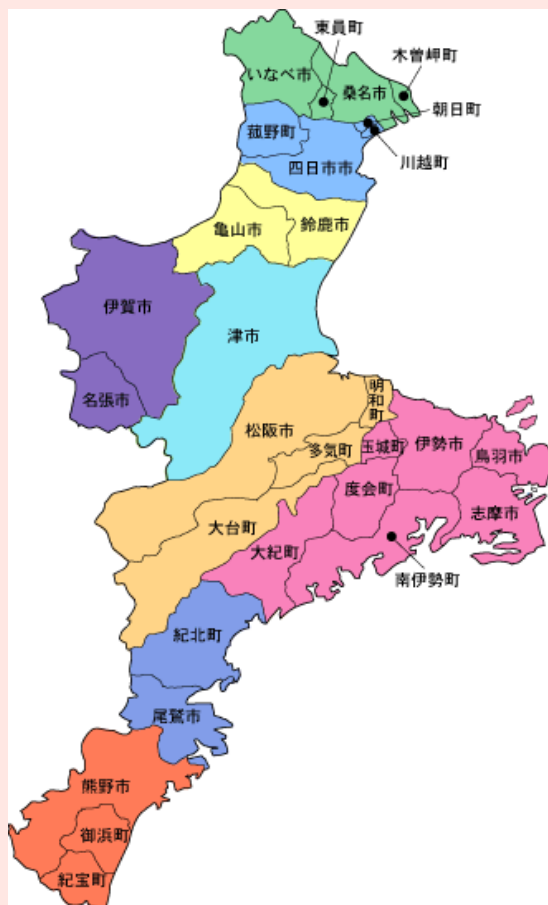 東員町
木曽岬町
いなべ市
桑名市
朝日町
菰野町
川越町
四日市市
亀山市
鈴鹿市
伊賀市
津市
名張市
明和町
松阪市
多気町
玉城町
伊勢市
鳥羽市
度会町
志摩市
大台町
大紀町
南伊勢町
紀北町
尾鷲市
熊野市
御浜町
紀宝町